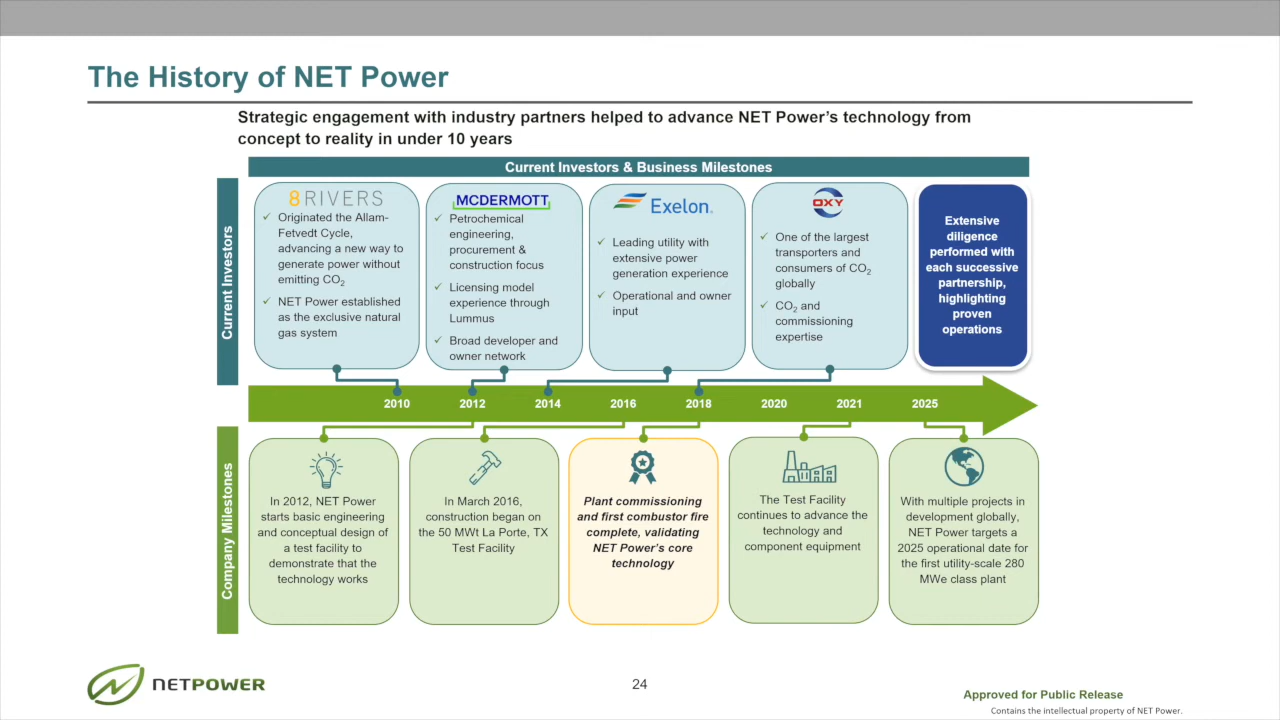 The History of NET Power
Strategic engagement with industry partners helped to advance NET Power’s technology from
concept to reality in under 10 years
Current Investors & Business Milestones
Current Investors
8 RIVERS
Originated the Allam-
Fetvedt Cycle,
advancing a new way to
generate power without
emitting CO2
NET Power established
as the exclusive natural
gas system
MCDERMOTT
Petrochemical
engineering,
procurement &
construction focus
Licensing model
experience through
Lummus
Broad developer and
owner network
Exelon.
Leading utility with
extensive power
generation experience
Operational and owner
input
OXY
One of the largest
transporters and
consumers of CO2
globally
CO2 and
commissioning
expertise
Extensive
diligence
performed with
each successive
partnership,
highlighting
proven
operations
2010 2012 2014 2016 2018 2020 2021 2025
Company Milestones
In 2012, NET Power
starts basic engineering
and conceptual design of
a test facility to
demonstrate that the
technology works
In March 2016,
construction began on
the 50 MWt La Porte, TX
Test Facility
Plant commissioning
and first combustor fire
complete, validating
NET Power’s core
technology
The Test Facility
continues to advance the
technology and
component equipment
With multiple projects in
development globally,
NET Power targets a
2025 operational date for
the first utility-scale 280
MWe class plant
NETPOWER
24
Approved for Public Release
Contains the intellectual property of NET Power.